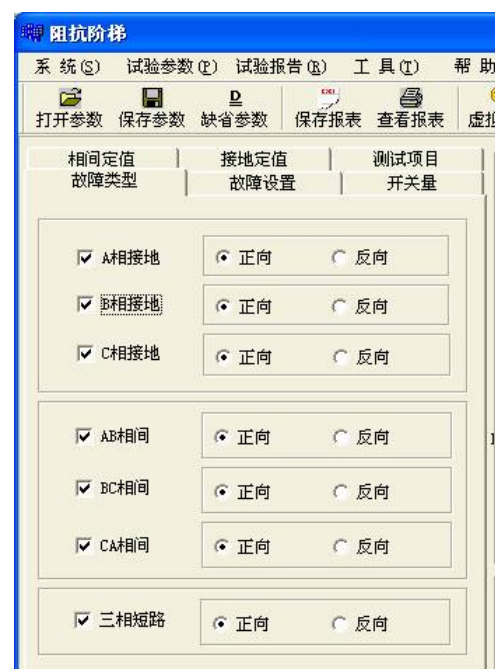 阻抗阶梯
系 统(S) 试验参数(P) 试验报告(R) 工 具(T) 帮 助
打开参数 保存参数 D 缺省参数 保存报表 查看报表
相间定值 接地定值 测试项目
故障类型 故障设置 开关量
A相接地 正向 反向
B相接地 正向 反向
C相接地 正向 反向
AB相间 正向 反向
BC相间 正向 反向
CA相间 正向 反向
三相短路 正向 反向